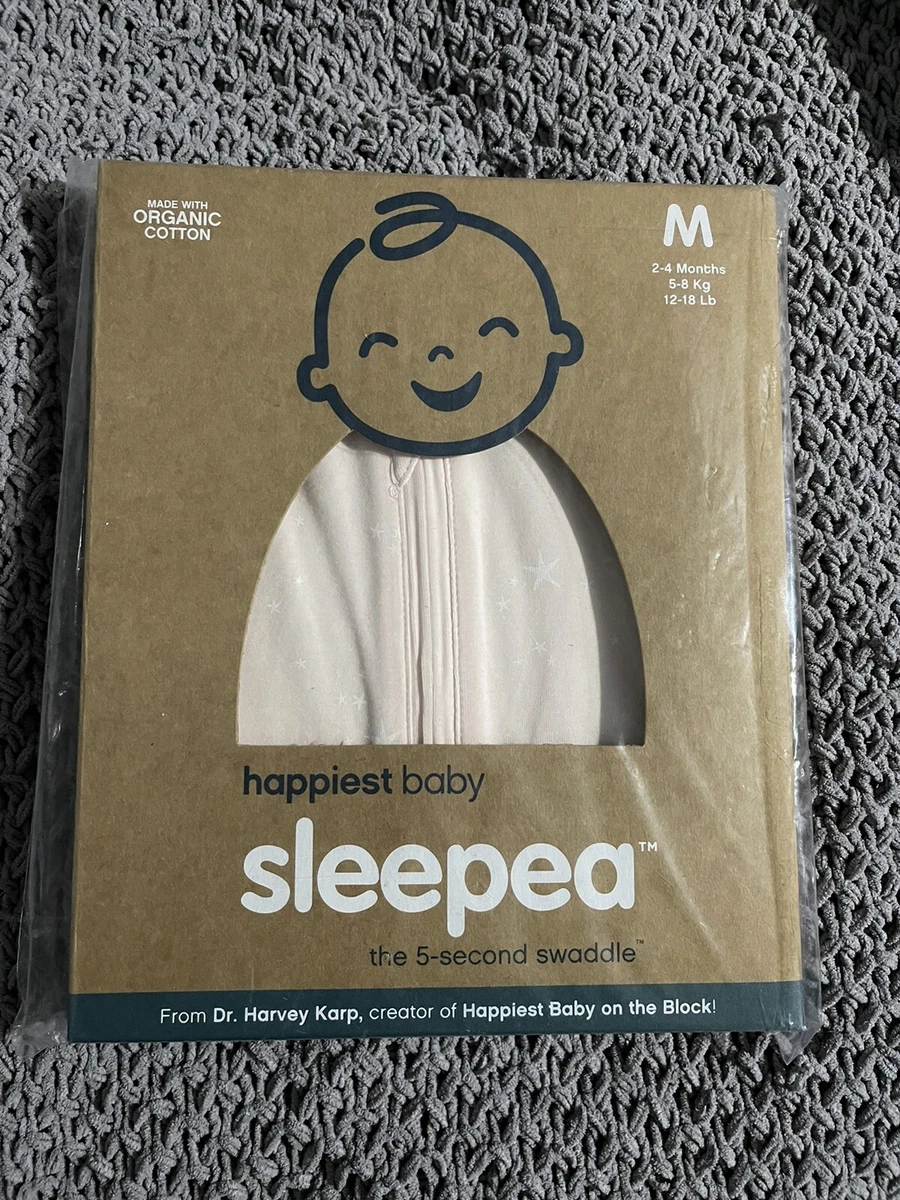 MADE WITH
ORGANIC
COTTON
M
2-4 Months
5-8 Kg
12-18 Lb
happiest baby
sleepea™
the 5-second swaddle™
From Dr. Harvey Karp, creator of Happiest Baby on the Block!